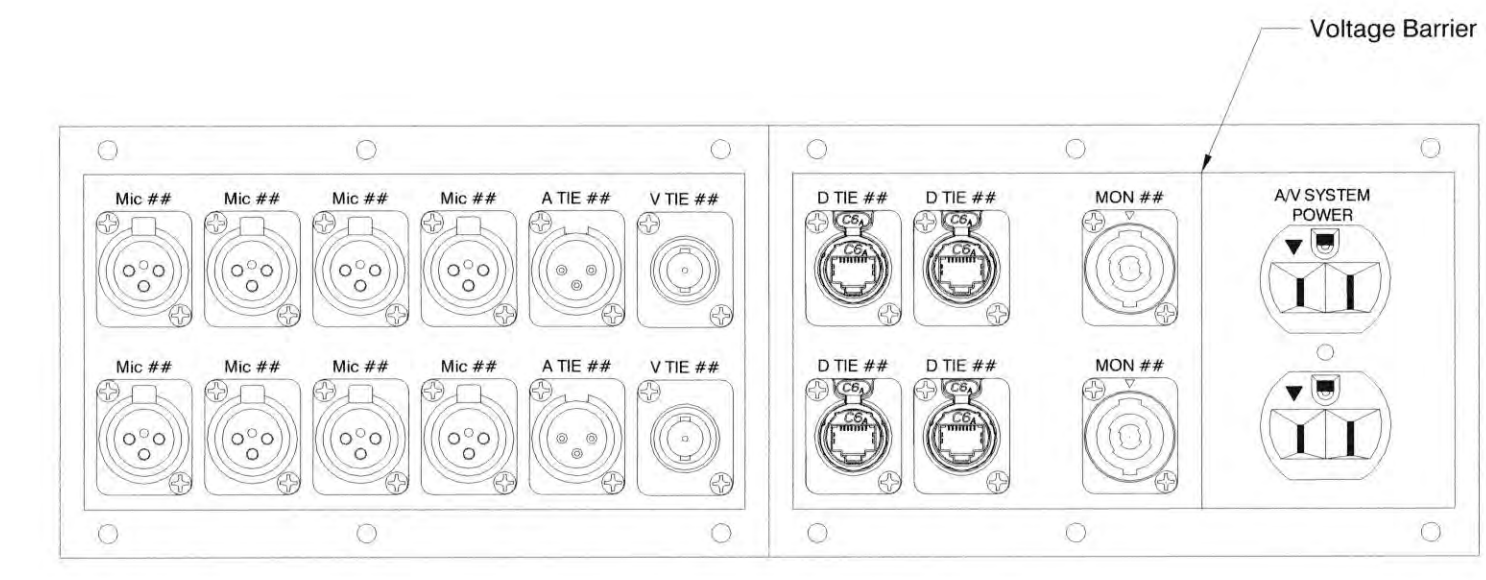 Voltage Barrier
Mic ## Mic ## Mic ## Mic ## A TIE ## V TIE ## D TIE ## D TIE ## MON ## A/V SYSTEM
POWER
C6A C6A
C6A C6A
Mic ## Mic ## Mic ## Mic ## A TIE ## V TIE ## D TIE ## D TIE ## MON ##
C6A C6A
C6A C6A